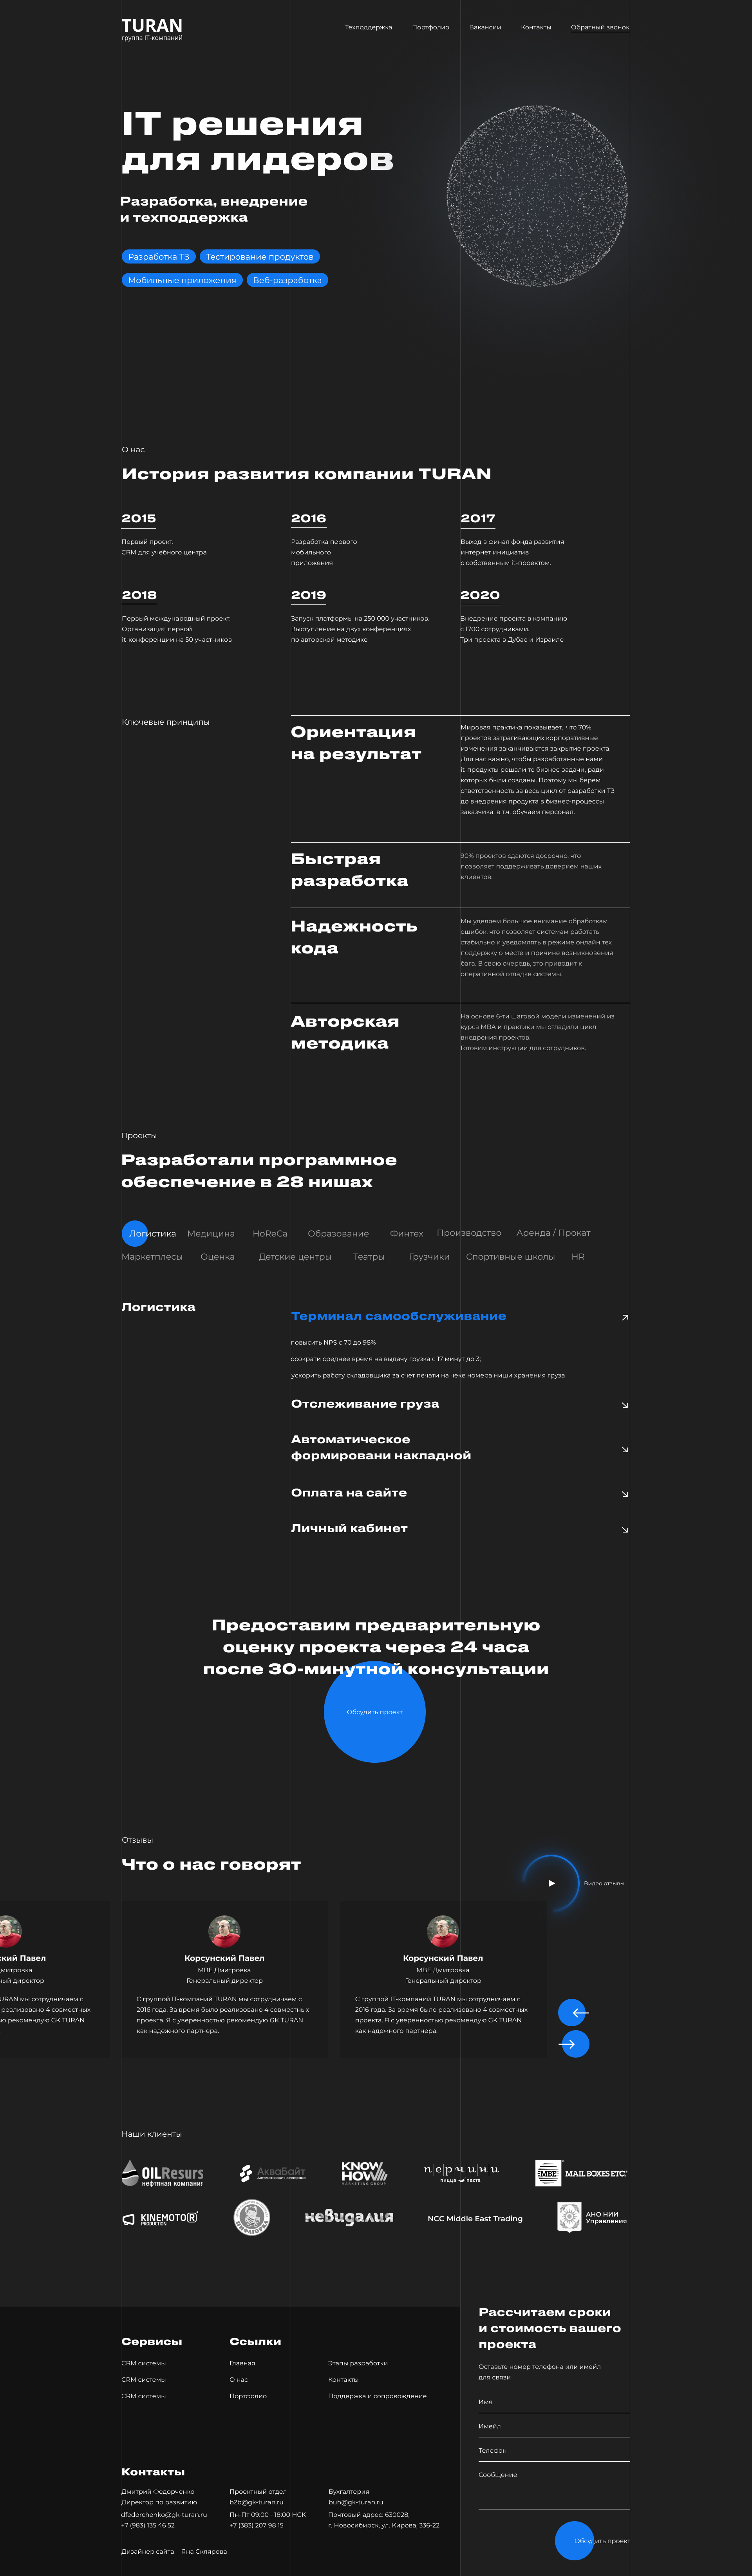 TURAN
группа IT-компаний
Техподдержка Портфолио Вакансии Контакты Обратный звонок
IT решения
для лидеров
Разработка, внедрение
и техподдержка
Разработка ТЗ Тестирование продуктов
Мобильные приложения Веб-разработка
О нас
История развития компании TURAN
2015
Первый проект.
CRM для учебного центра
2016
Разработка первого
мобильного
приложения
2017
Выход в финал фонда развития
интернет инициатив
с собственным it-проектом.
2018
Первый международный проект.
Организация первой
it-конференции на 50 участников
2019
Запуск платформы на 250 000 участников.
Выступление на двух конференциях
по авторской методике
2020
Внедрение проекта в компанию
с 1700 сотрудниками.
Три проекта в Дубае и Израиле
Ключевые принципы
Ориентация
на результат
Мировая практика показывает, что 70%
проектов затрагивающих корпоративные
изменения заканчиваются закрытие проекта.
Для нас важно, чтобы разработанные нами
it-продукты решали те бизнес-задачи, ради
которых были созданы. Поэтому мы берем
ответственность за весь цикл от разработки ТЗ
до внедрения продукта в бизнес-процессы
заказчика, в т.ч. обучаем персонал.
Быстрая
разработка
90% проектов сдаются досрочно, что
позволяет поддерживать доверием наших
клиентов.
Надежность
кода
Мы уделяем большое внимание обработкам
ошибок, что позволяет системам работать
стабильно и уведомлять в режиме онлайн тех
поддержку о месте и причине возникновения
бага. В свою очередь, это приводит к
оперативной отладке системы.
Авторская
методика
На основе 6-ти шаговой модели изменений из
курса MBA и практики мы отладили цикл
внедрения проектов.
Готовим инструкции для сотрудников.
Проекты
Разработали программное
обеспечение в 28 нишах
Логистика Медицина HoReCa Образование Финтех Производство Аренда / Прокат
Маркетплесы Оценка Детские центры Театры Грузчики Спортивные школы HR
Логистика
Терминал самообслуживание
повысить NPS с 70 до 98%
осократи среднее время на выдачу грузка с 17 минут до 3;
ускорить работу складовщика за счет печати на чеке номера ниши хранения груза
Отслеживание груза
Автоматическое
формировани накладной
Оплата на сайте
Личный кабинет
Предоставим предварительную
оценку проекта через 24 часа
после 30-минутной консультации
Обсудить проект
Отзывы
Что о нас говорят
Видео отзывы
ский Павел
митровка
ный директор
URAN мы сотрудничаем с
реализовано 4 совместных
ю рекомендую GK TURAN
Корсунский Павел
МВЕ Дмитровка
Генеральный директор
С группой IT-компаний TURAN мы сотрудничаем с
2016 года. За время было реализовано 4 совместных
проекта. Я с уверенностью рекомендую GK TURAN
как надежного партнера.
Корсунский Павел
МВЕ Дмитровка
Генеральный директор
С группой IT-компаний TURAN мы сотрудничаем с
2016 года. За время было реализовано 4 совместных
проекта. Я с уверенностью рекомендую GK TURAN
как надежного партнера.
Наши клиенты
OILResurs
нефтяная компания
АкваБайт
Автоматизация ресторана
KNOW
HOW
MARKETING GROUP
перчини
пицца паста
MBE
MAIL BOXES ETC.
KINEMOTOR
PRODUCTION
невидалия
NCC Middle East Trading
АНО НИИ
Управления
Рассчитаем сроки
и стоимость вашего
проекта
Оставьте номер телефона или имейл
для связи
Имя
Имейл
Телефон
Сообщение
Обсудить проект
Сервисы
CRM системы
CRM системы
CRM системы
Ссылки
Главная
О нас
Портфолио
Этапы разработки
Контакты
Поддержка и сопровождение
Контакты
Дмитрий Федорченко
Директор по развитию
dfedorchenko@gk-turan.ru
+7 (983) 135 46 52
Проектный отдел
b2b@gk-turan.ru
Пн-Пт 09:00 - 18:00 НСК
+7 (383) 207 98 15
Бухгалтерия
buh@gk-turan.ru
Почтовый адрес: 630028,
г. Новосибирск, ул. Кирова, 336-22
Дизайнер сайта Яна Склярова